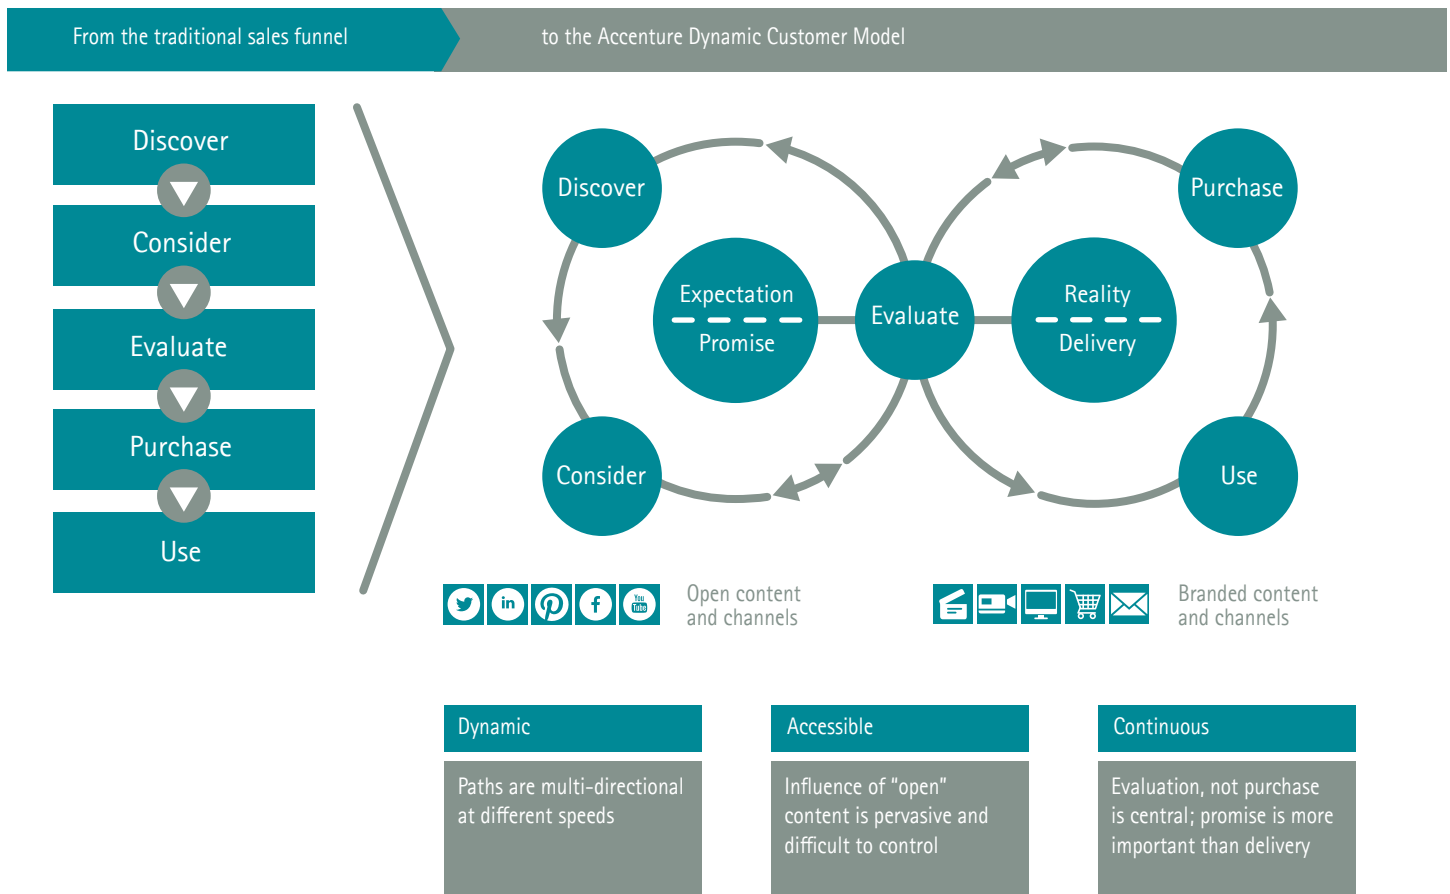 From the traditional sales funnel
to the Accenture Dynamic Customer Model
Discover
Consider
Evaluate
Purchase
Use
Discover
Purchase
Expectation
Promise
Evaluate
Reality
Delivery
Consider
Use
in
f
You
Tube
Open content
and channels
Branded content
and channels
Dynamic
Paths are multi-directional
at different speeds
Accessible
Influence of “open”
content is pervasive and
difficult to control
Continuous
Evaluation, not purchase
is central; promise is more
important than delivery